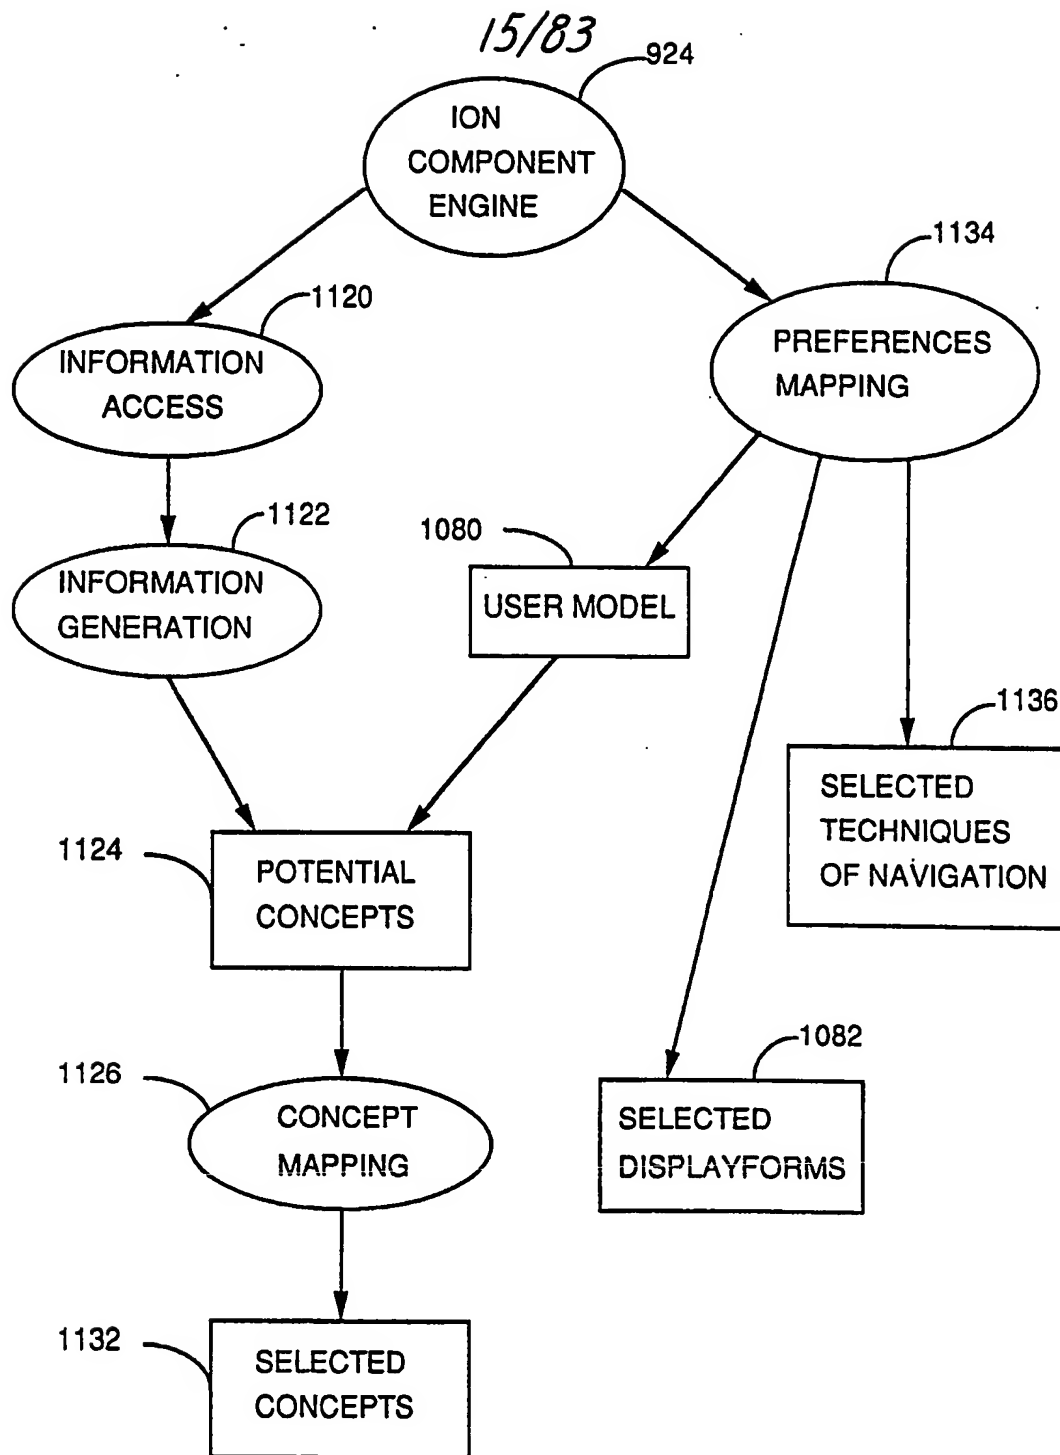 15/83
924
ION
COMPONENT
ENGINE
1134
PREFERENCES
MAPPING
1120
INFORMATION
ACCESS
1122
INFORMATION
GENERATION
1080
USER MODEL
1136
SELECTED
TECHNIQUES
OF NAVIGATION
1124
POTENTIAL
CONCEPTS
1082
SELECTED
DISPLAYFORMS
1126
CONCEPT
MAPPING
1132
SELECTED
CONCEPTS